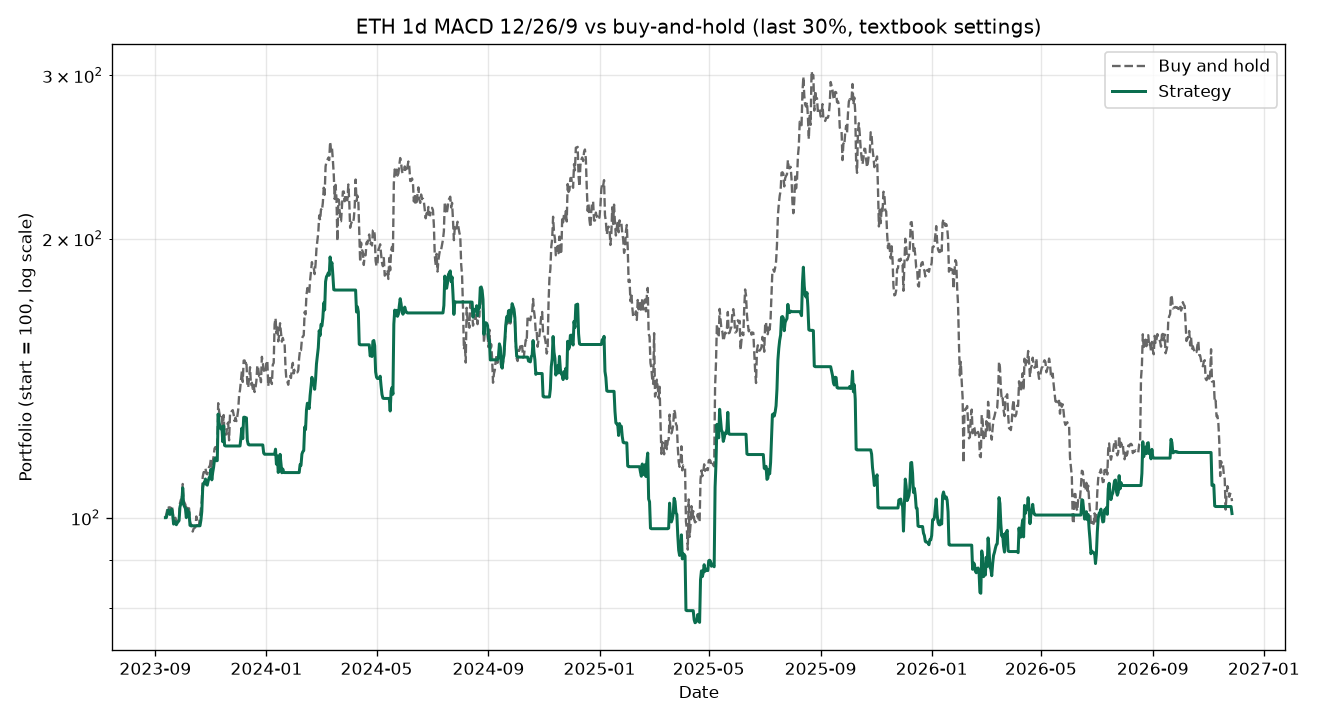 ETH 1d MACD 12/26/9 vs buy-and-hold (last 30%, textbook settings)
Buy and hold
Strategy
Portfolio (start = 100, log scale)
3 × 10²
2 × 10²
10²
2023-09 2024-01 2024-05 2024-09 2025-01 2025-05 2025-09 2026-01 2026-05 2026-09 2027-01
Date